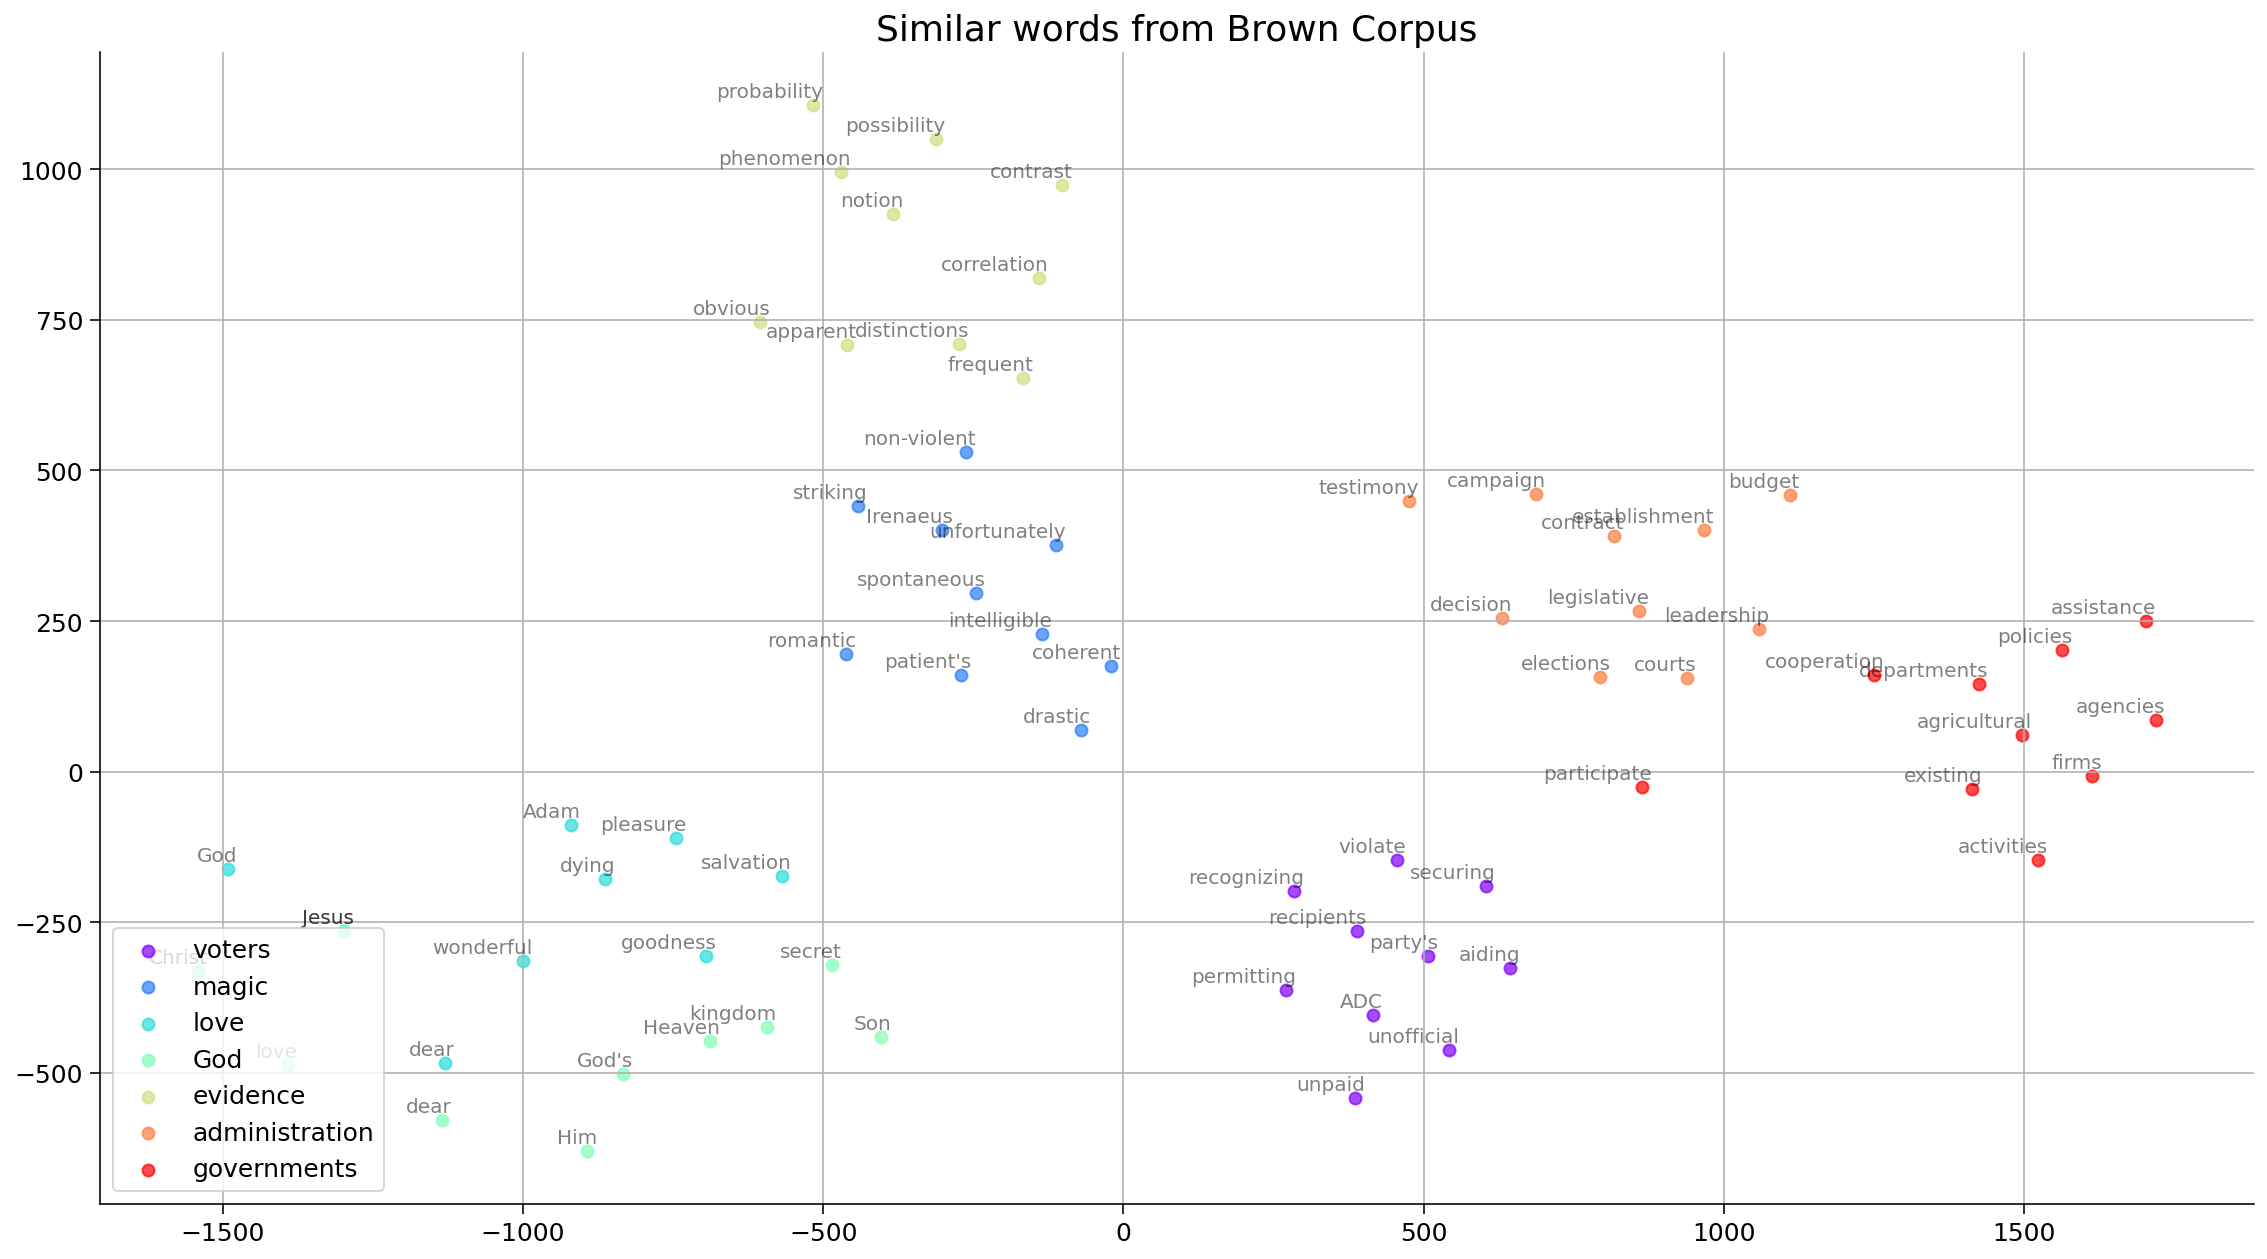 Similar words from Brown Corpus
probability
possibility
phenomenon
contrast
notion
correlation
obvious
apparent
distinctions
frequent
non-violent
striking
Irenaeus
unfortunately
spontaneous
intelligible
romantic
patient's
coherent
drastic
testimony
campaign
budget
contract
establishment
decision
legislative
leadership
elections
courts
assistance
policies
cooperation
departments
agencies
agricultural
firms
existing
participate
activities
Adam
pleasure
God
dying
salvation
Jesus
Christ
wonderful
goodness
secret
kingdom
Heaven
Son
love
dear
God's
dear
Him
violate
securing
recognizing
recipients
party's
aiding
permitting
ADC
unofficial
unpaid
voters
magic
love
God
evidence
administration
governments
1000
750
500
250
0
−250
−500
−1500
−1000
−500
0
500
1000
1500